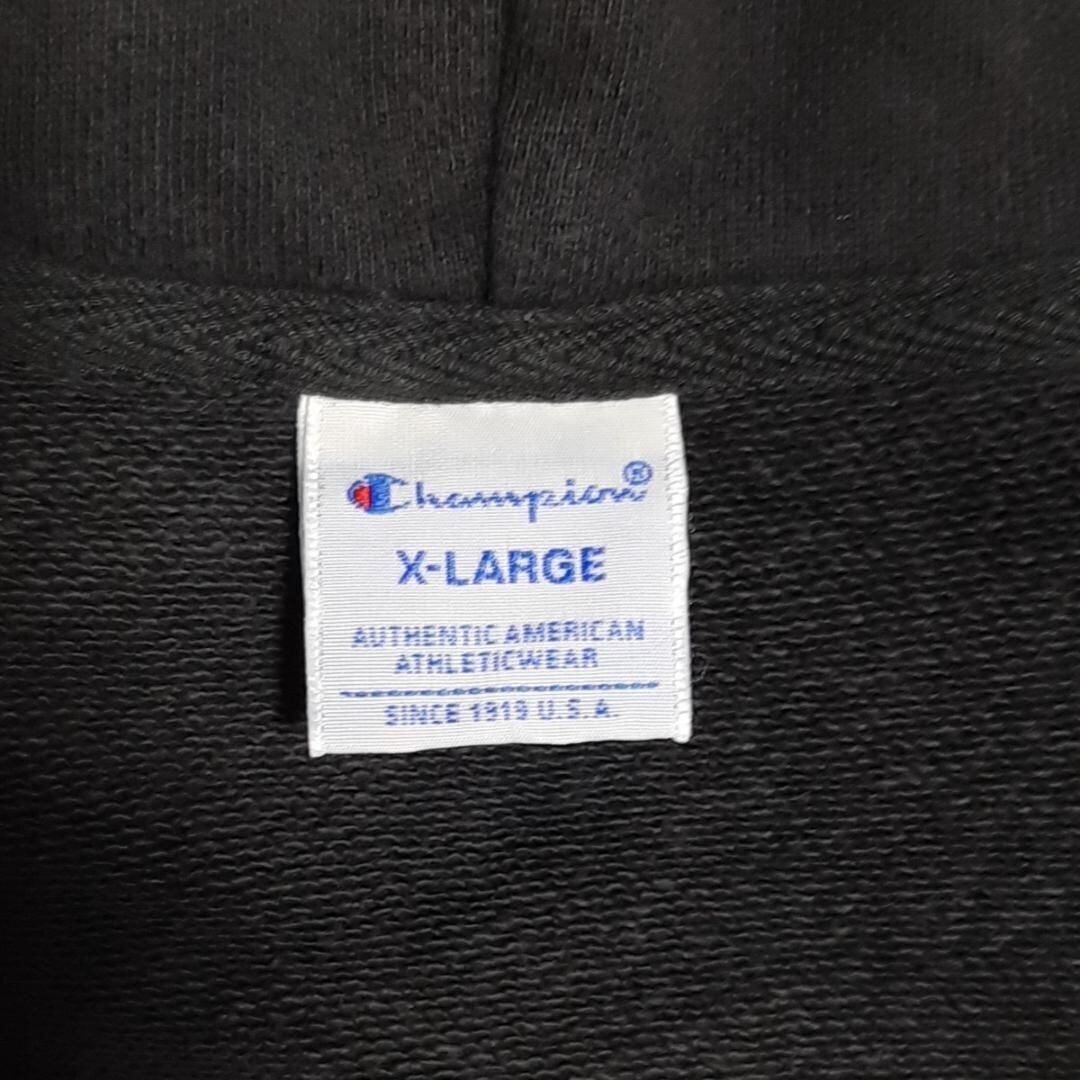 Champion®
X-LARGE
AUTHENTIC AMERICAN
ATHLETICWEAR
SINCE 1919 U.S.A.